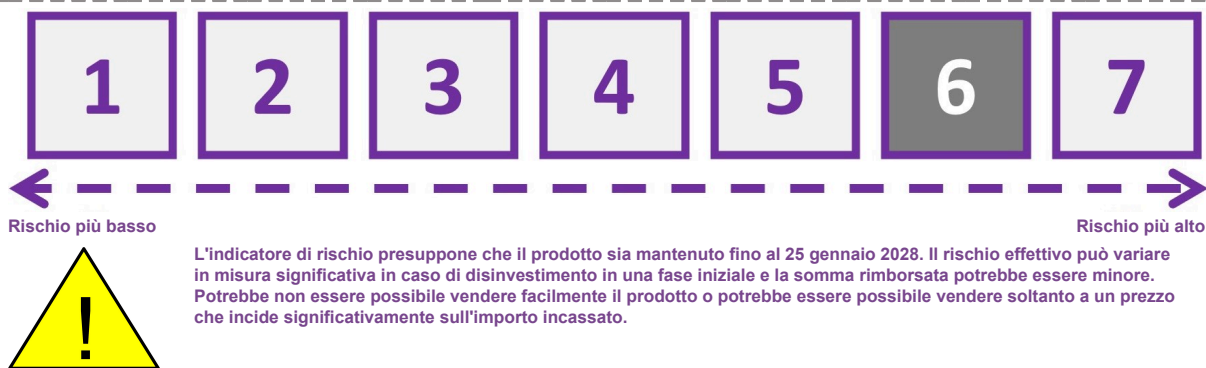 1 2 3 4 5 6 7
Rischio più basso Rischio più alto
L'indicatore di rischio presuppone che il prodotto sia mantenuto fino al 25 gennaio 2028. Il rischio effettivo può variare
in misura significativa in caso di disinvestimento in una fase iniziale e la somma rimborsata potrebbe essere minore.
Potrebbe non essere possibile vendere facilmente il prodotto o potrebbe essere possibile vendere soltanto a un prezzo
che incide significativamente sull'importo incassato.
!